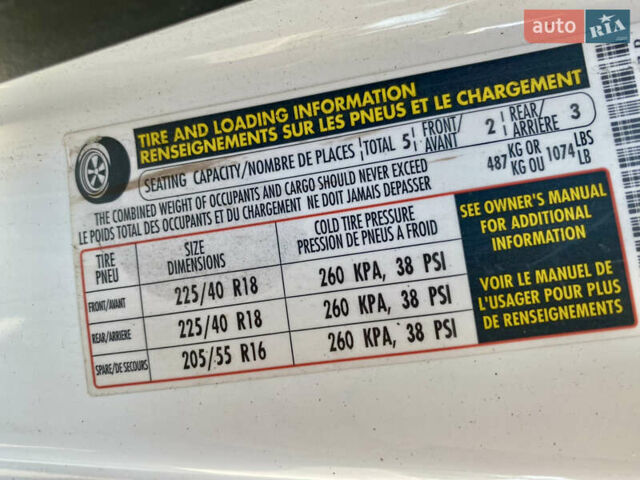 auto RIA
TIRE AND LOADING INFORMATION
RENSEIGNEMENTS SUR LES PNEUS ET LE CHARGEMENT
SEATING CAPACITY/NOMBRE DE PLACES TOTAL 5 FRONT/AVANT 2 REAR/ARRIÈRE 3
THE COMBINED WEIGHT OF OCCUPANTS AND CARGO SHOULD NEVER EXCEED 487 KG OR 1074 LBS
LE POIDS TOTAL DES OCCUPANTS ET DU CHARGEMENT NE DOIT JAMAIS DEPASSER KG OU LB
TIRE SIZE COLD TIRE PRESSURE
PNEU DIMENSIONS PRESSION DE PNEUS A FROID
FRONT/AVANT 225/40 R18 260 KPA, 38 PSI
REAR/ARRIERE 225/40 R18 260 KPA, 38 PSI
SPARE/DE SECOURS 205/55 R16 260 KPA, 38 PSI
SEE OWNER'S MANUAL
FOR ADDITIONAL
INFORMATION
VOIR LE MANUEL DE
L'USAGER POUR PLUS
DE RENSEIGNEMENTS